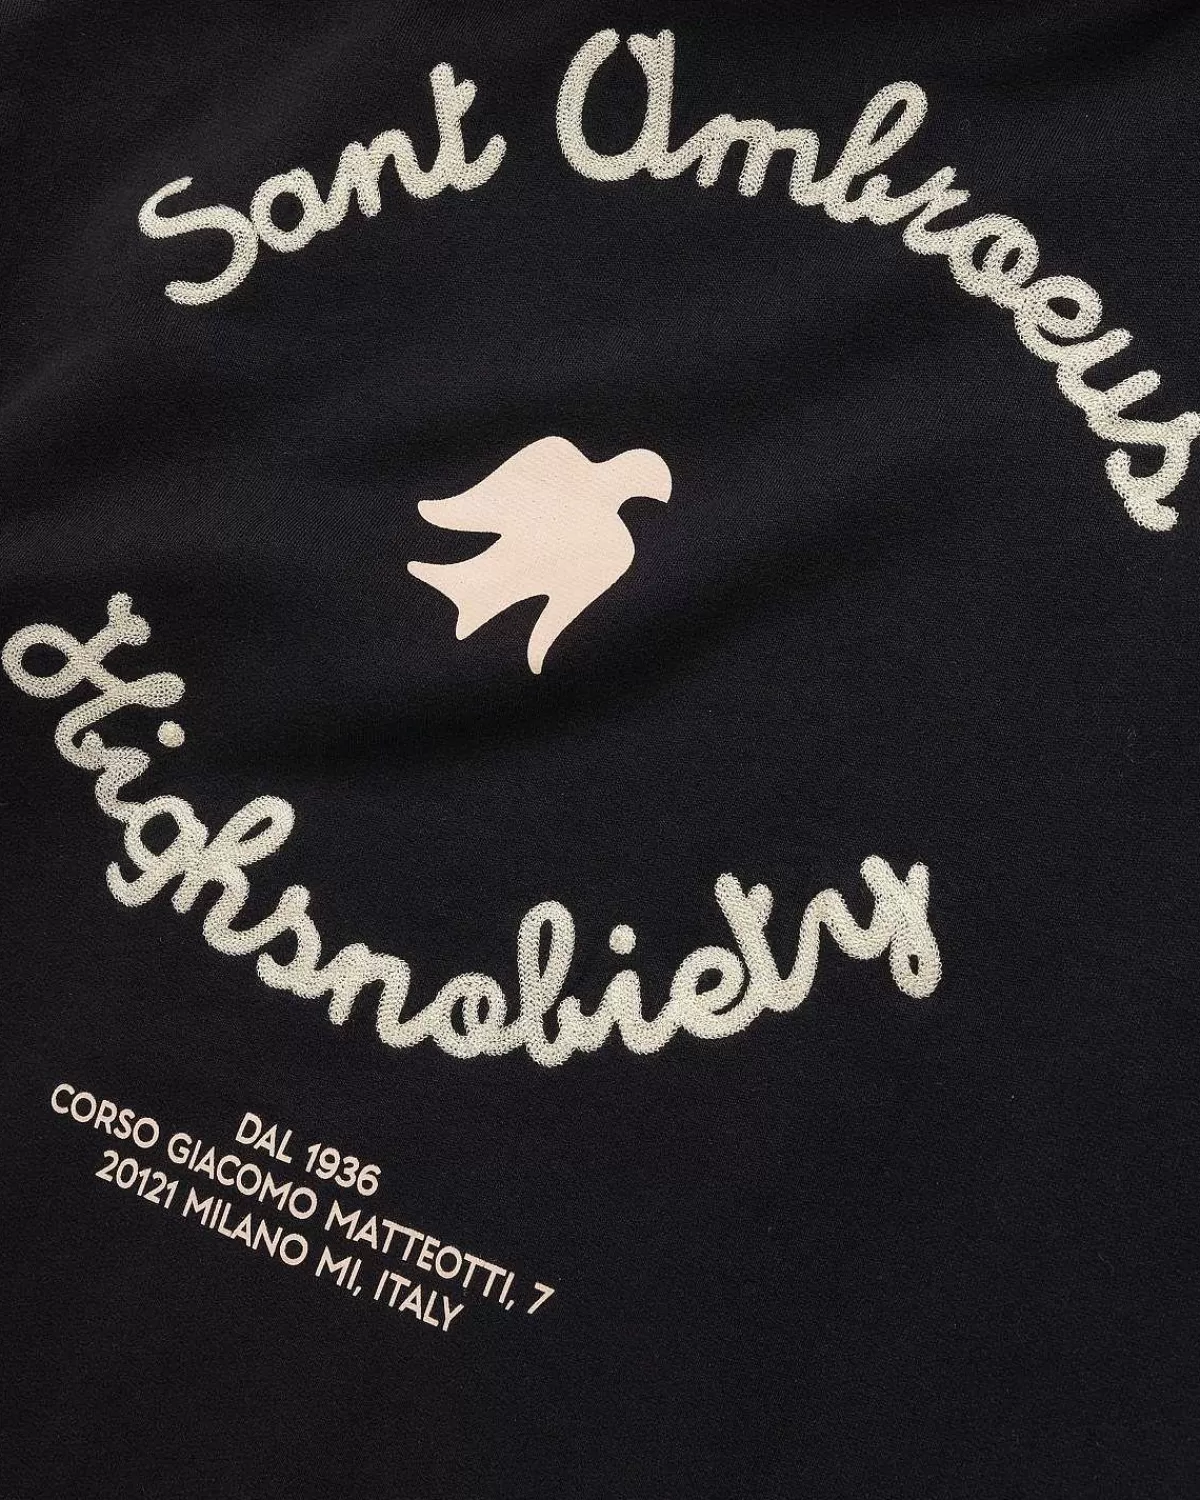 Sant Ambroeus
Highsnobiety
DAL 1936
CORSO GIACOMO MATTEOTTI, 7
20121 MILANO MI, ITALY